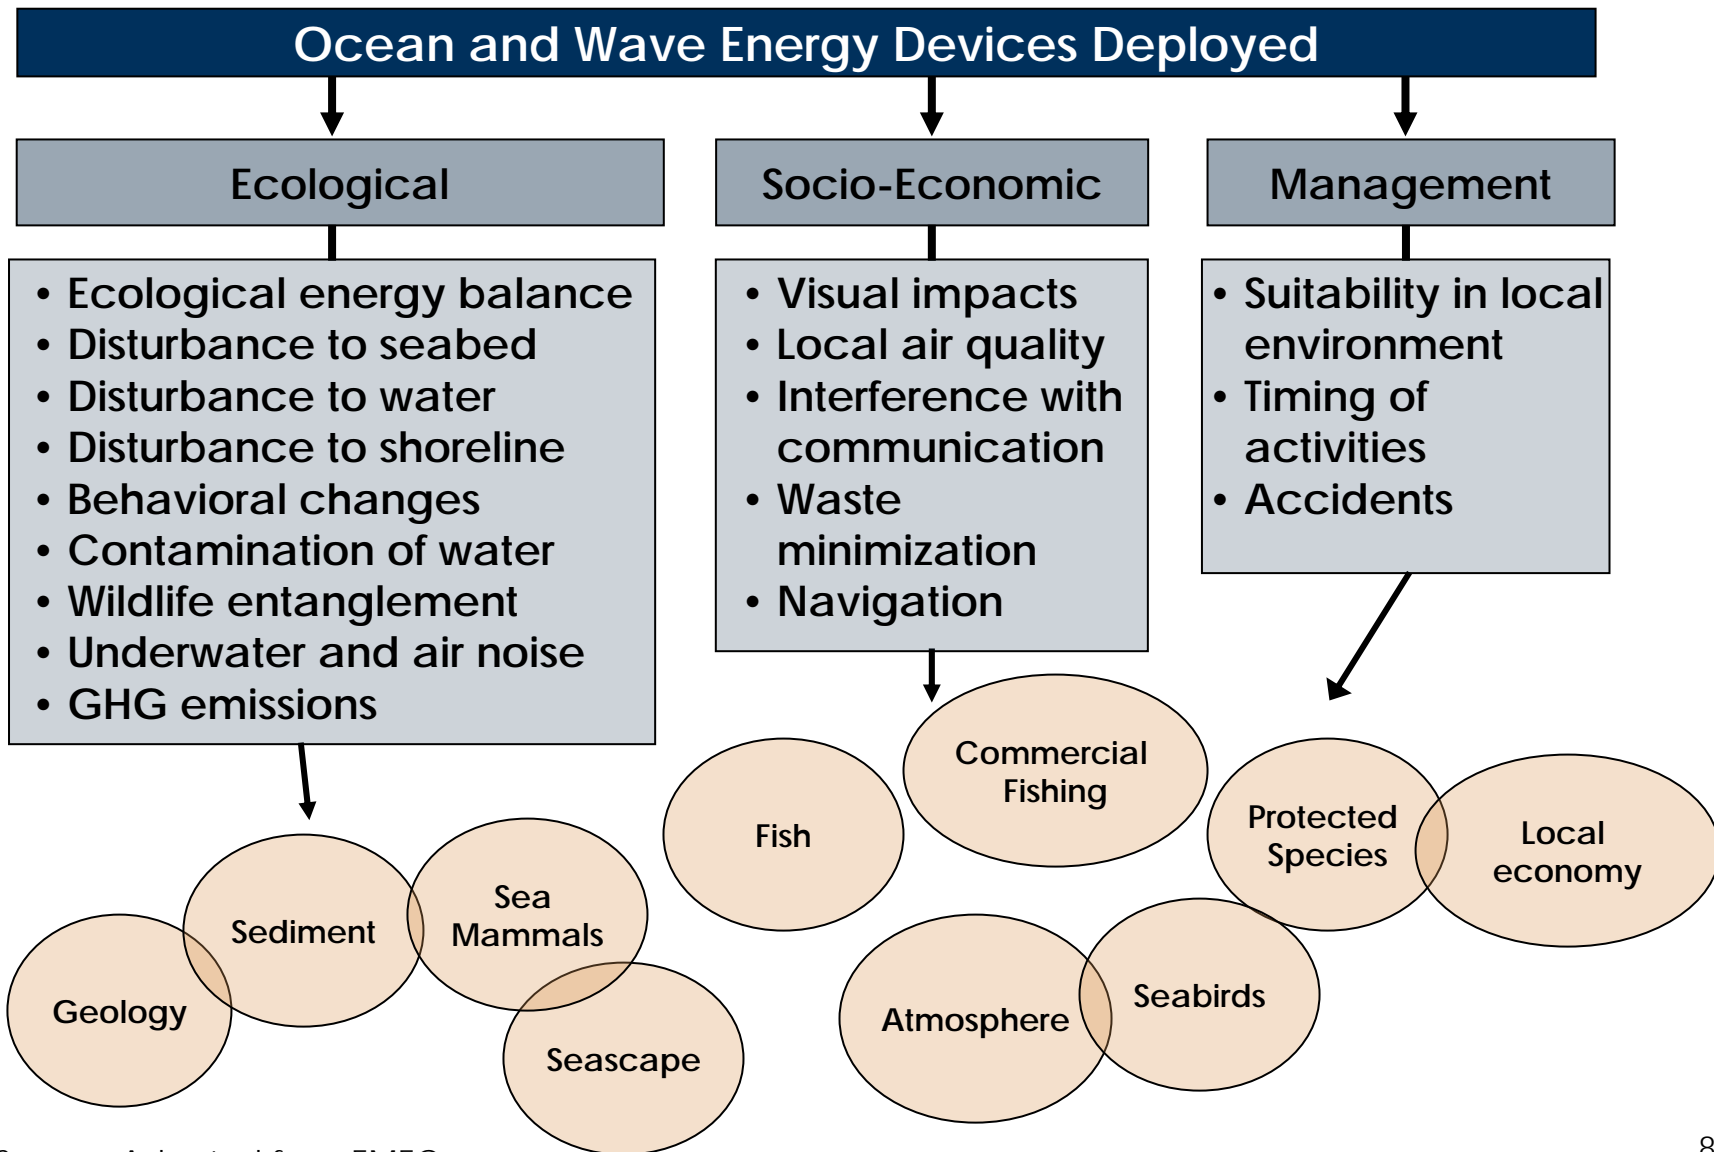 Ocean and Wave Energy Devices Deployed
Ecological
• Ecological energy balance
• Disturbance to seabed
• Disturbance to water
• Disturbance to shoreline
• Behavioral changes
• Contamination of water
• Wildlife entanglement
• Underwater and air noise
• GHG emissions
Socio-Economic
• Visual impacts
• Local air quality
• Interference with
communication
• Waste
minimization
• Navigation
Management
• Suitability in local
environment
• Timing of
activities
• Accidents
Geology
Sediment
Sea
Mammals
Seascape
Fish
Commercial
Fishing
Atmosphere
Seabirds
Protected
Species
Local
economy
8